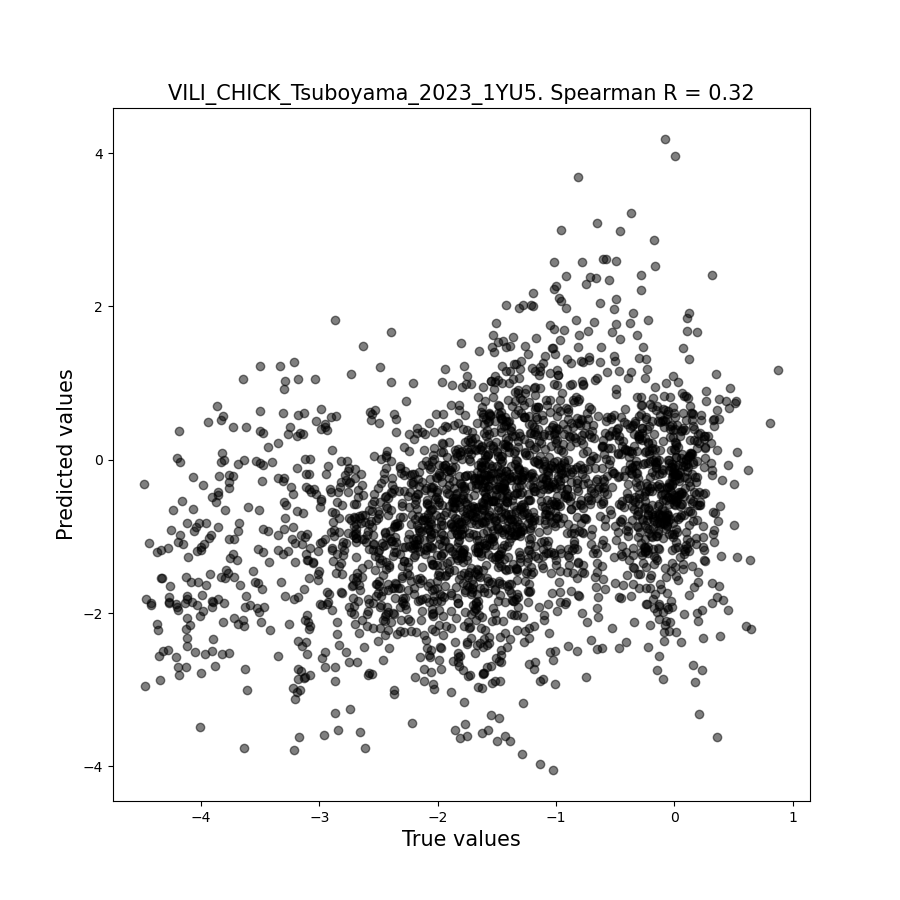 VILI_CHICK_Tsuboyama_2023_1YU5. Spearman R = 0.32
Predicted values
4
2
0
−2
−4
−4 −3 −2 −1 0 1
True values